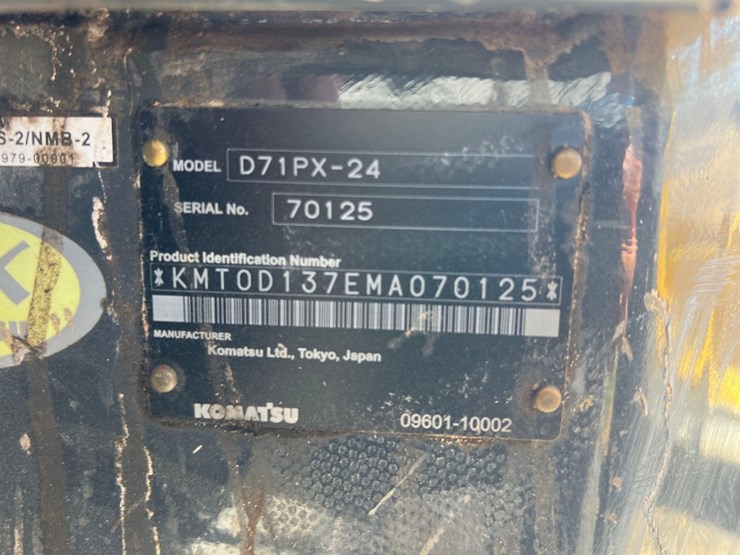 S-2/NMB-2
979-00601
MODEL D71PX-24
SERIAL No. 70125
Product Identification Number
*KMT0D137EMA070125*
MANUFACTURER
Komatsu Ltd., Tokyo, Japan
KOMATSU
09601-10002